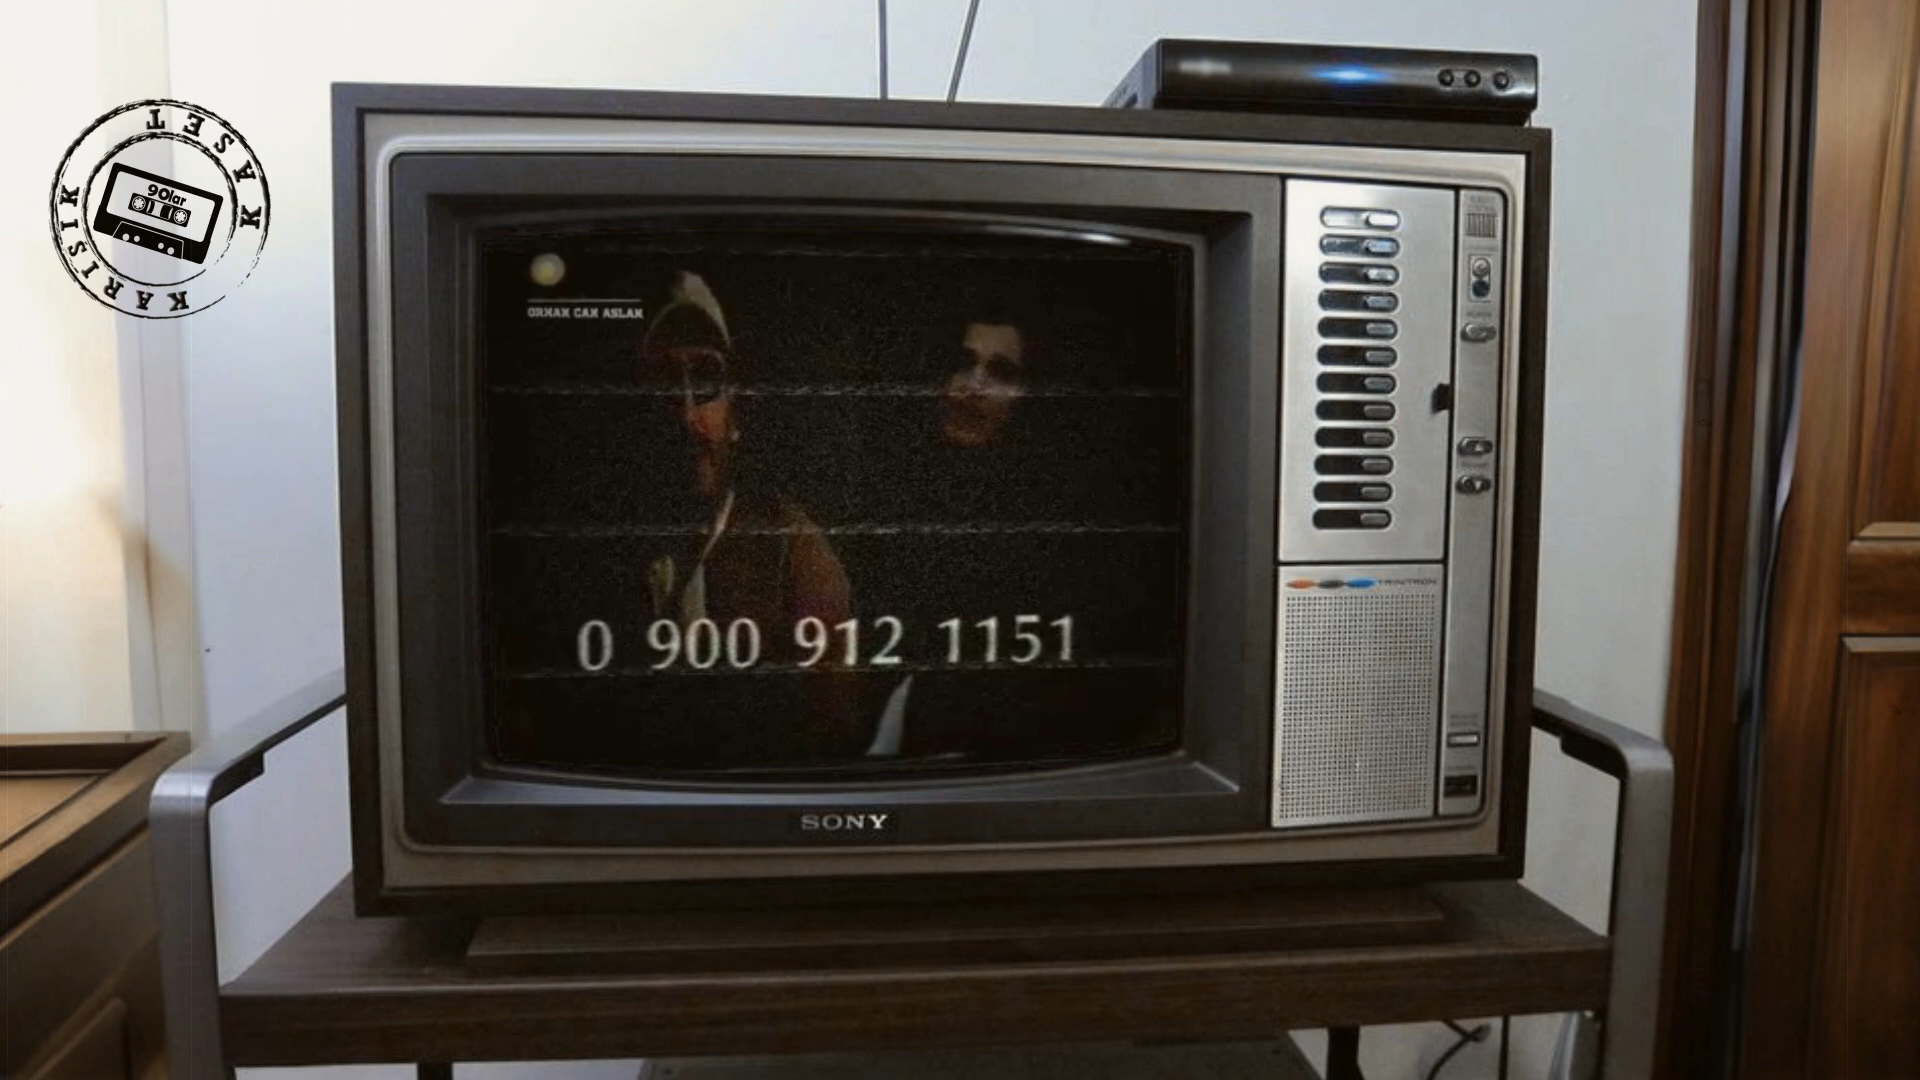 KARIŞIK KASET
90lar
ORHAN CAN ASLAN
0 900 912 1151
TRINITRON
SONY